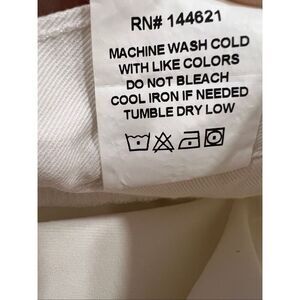 RN# 144621
MACHINE WASH COLD
WITH LIKE COLORS
DO NOT BLEACH
COOL IRON IF NEEDED
TUMBLE DRY LOW